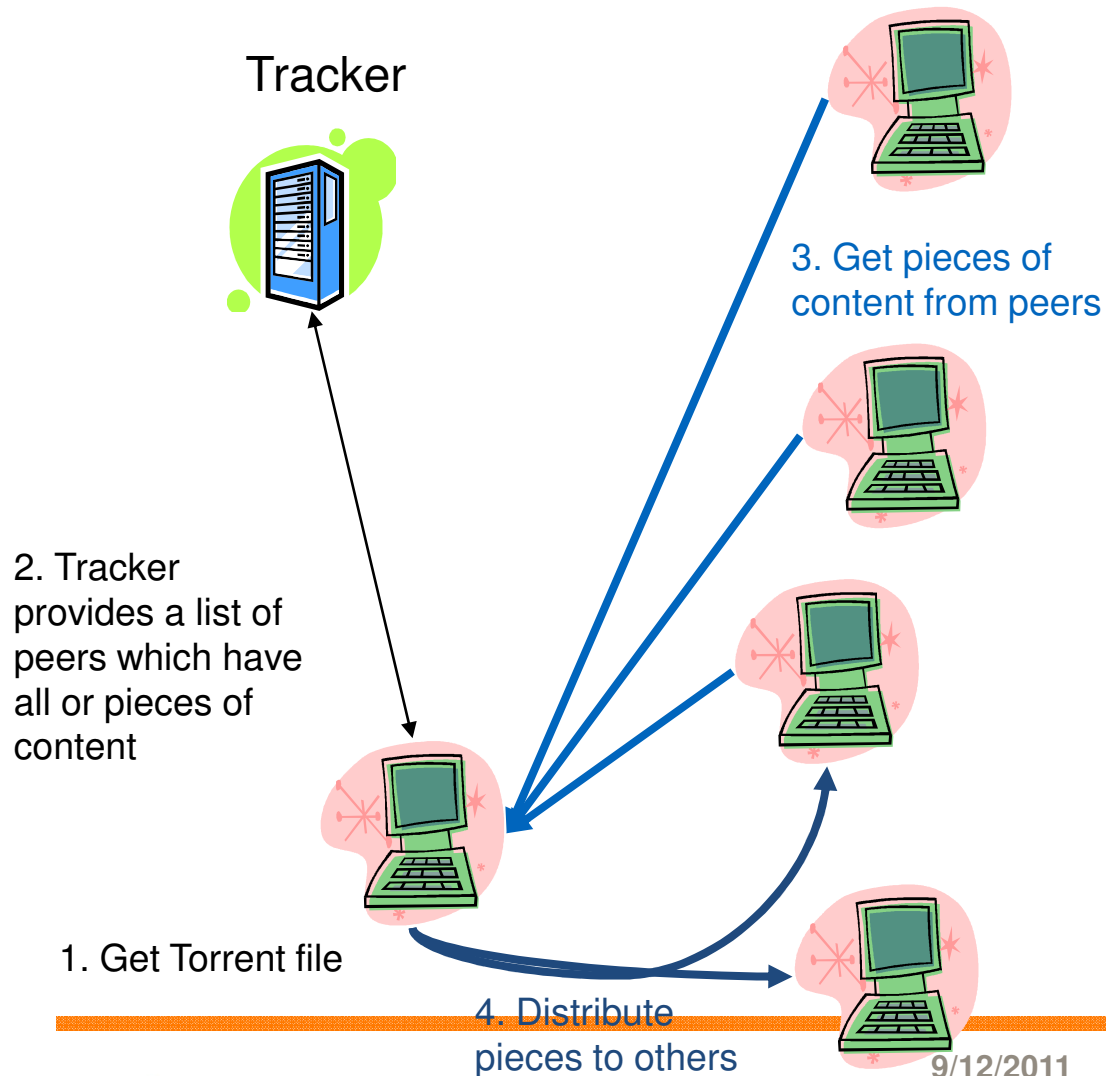 Tracker
3. Get pieces of
content from peers
2. Tracker
provides a list of
peers which have
all or pieces of
content
1. Get Torrent file
4. Distribute
pieces to others
9/12/2011